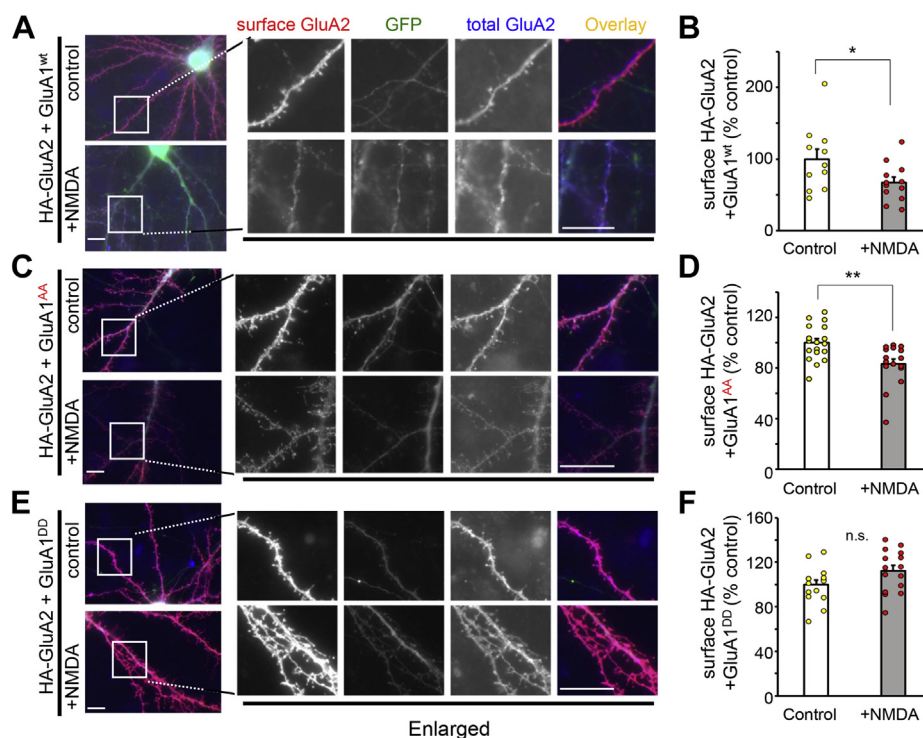 A
surface GluA2
GFP
total GluA2
Overlay
HA-GluA2 + GluA1wt
control
+NMDA
B
surface HA-GluA2
+GluA1wt (% control)
200
100
0
*
Control
+NMDA
C
HA-GluA2 + GluA1AA
control
+NMDA
D
surface HA-GluA2
+GluA1AA (% control)
120
80
40
0
**
Control
+NMDA
E
HA-GluA2 + GluA1DD
control
+NMDA
Enlarged
F
surface HA-GluA2
+GluA1DD (% control)
160
120
80
40
0
n.s.
Control
+NMDA